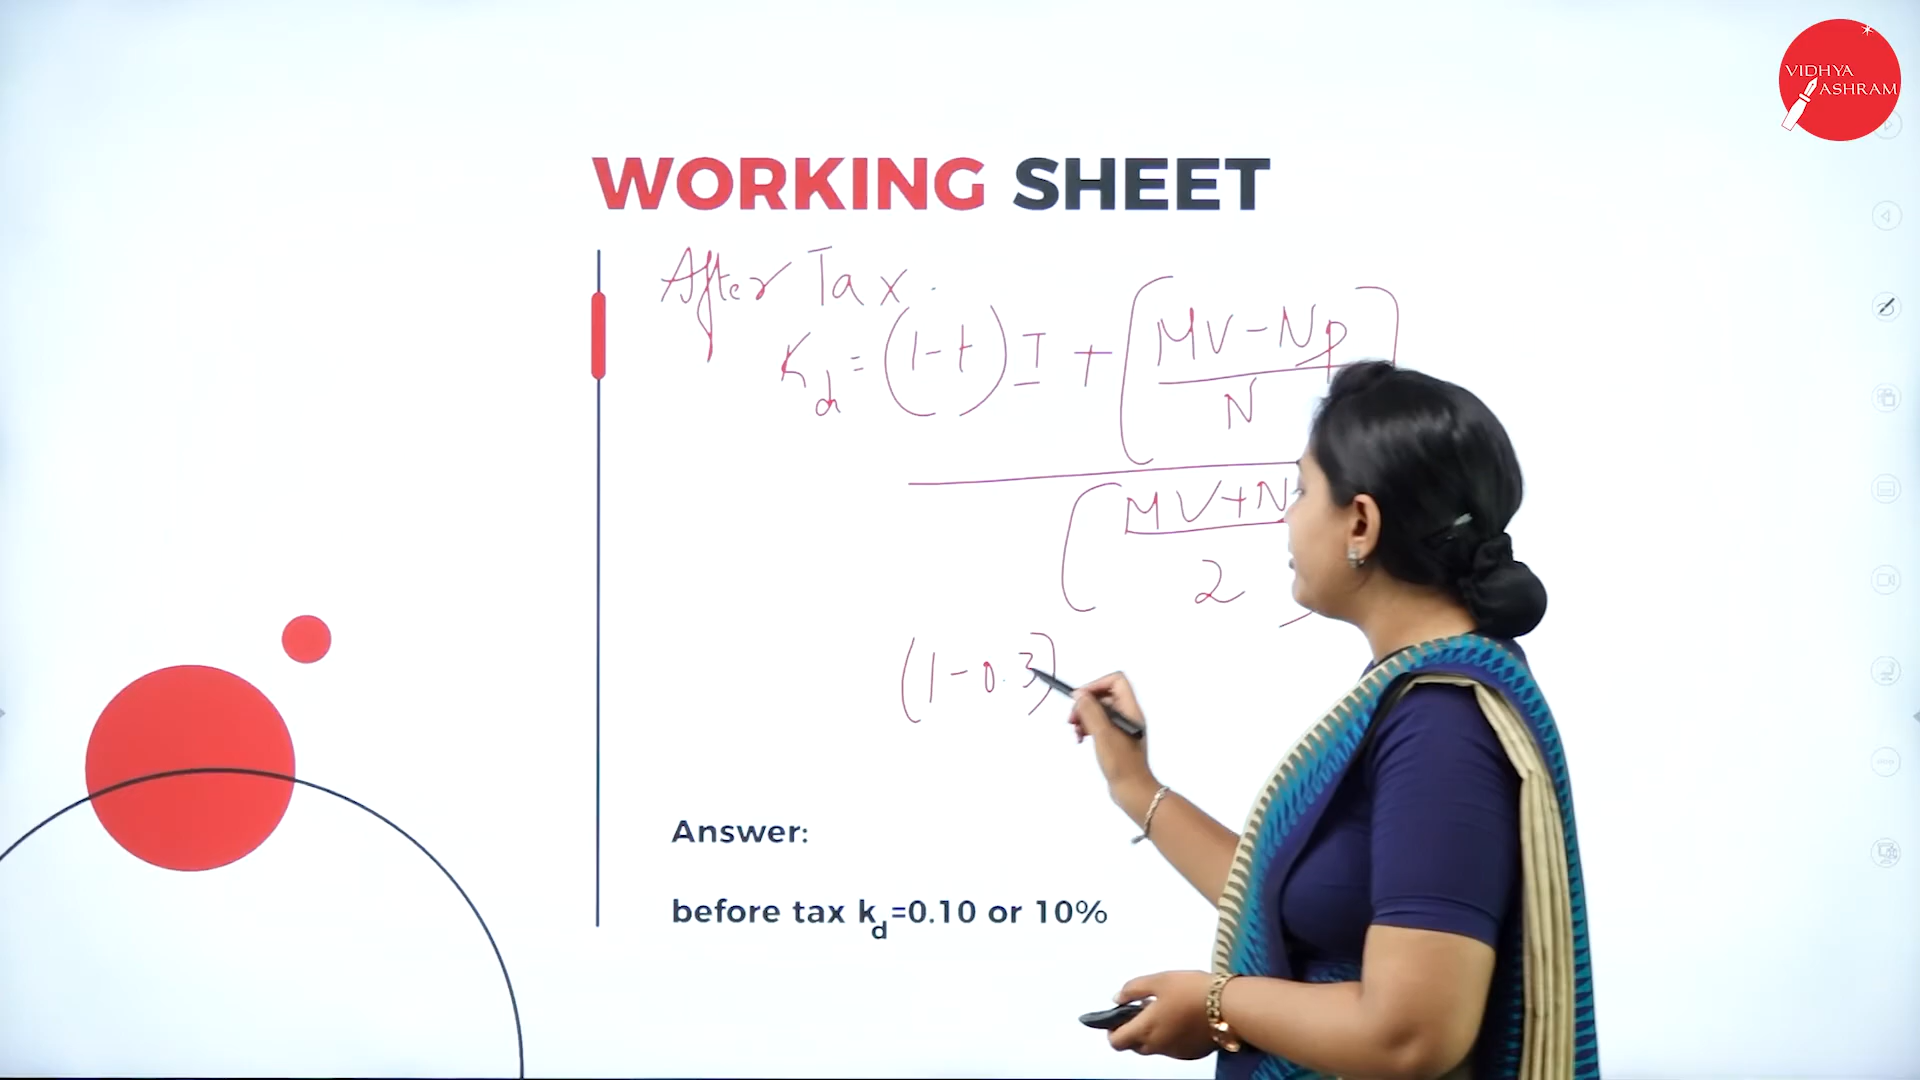 VIDHYA
ASHRAM
WORKING SHEET
After Tax.
Kd = (1-t) I + [MV-NP
N
[MV+N
2
(1-0.3)
Answer:
before tax kd=0.10 or 10%